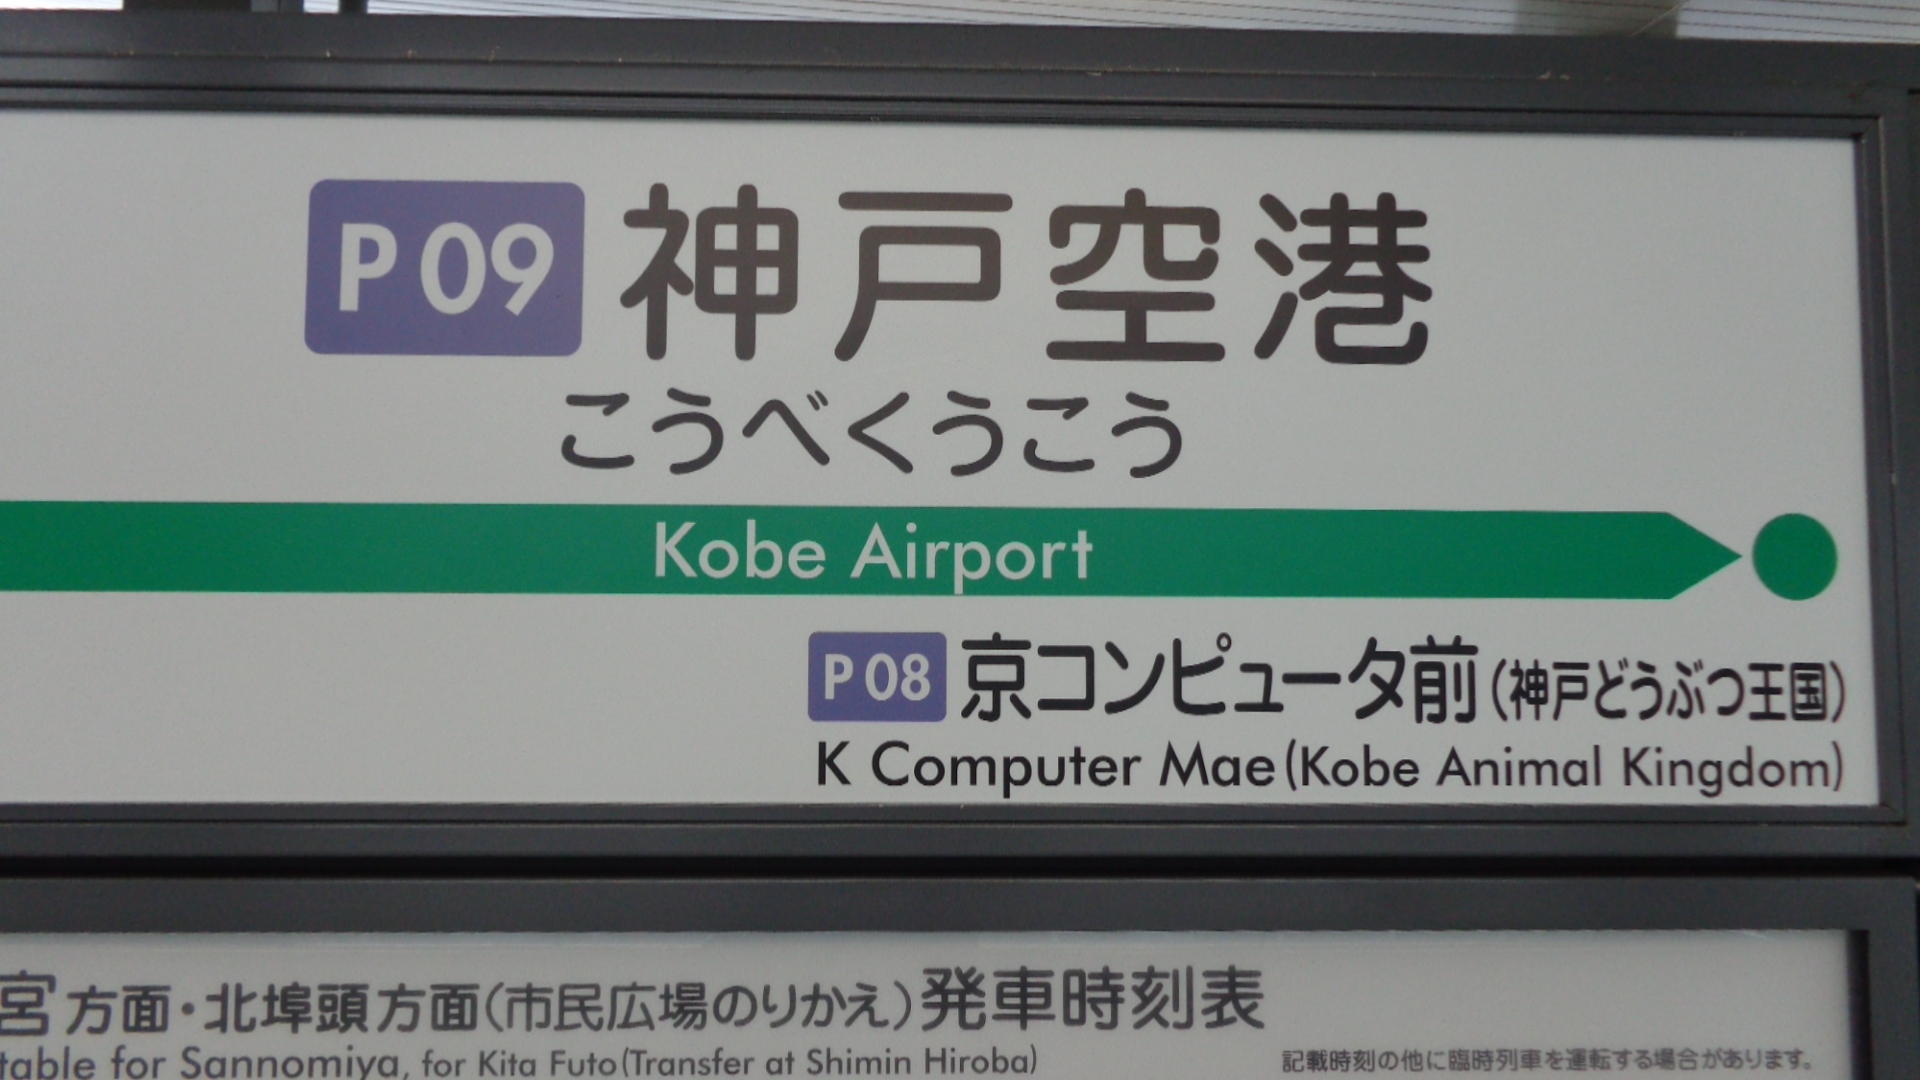 P 09 神戸空港
こうべくうこう
Kobe Airport
P 08 京コンピュータ前(神戸どうぶつ王国)
K Computer Mae(Kobe Animal Kingdom)
宮方面・北埠頭方面(市民広場のりかえ)発車時刻表
table for Sannomiya, for Kita Futo(Transfer at Shimin Hiroba)
記載時刻の他に臨時列車を運転する場合があります。